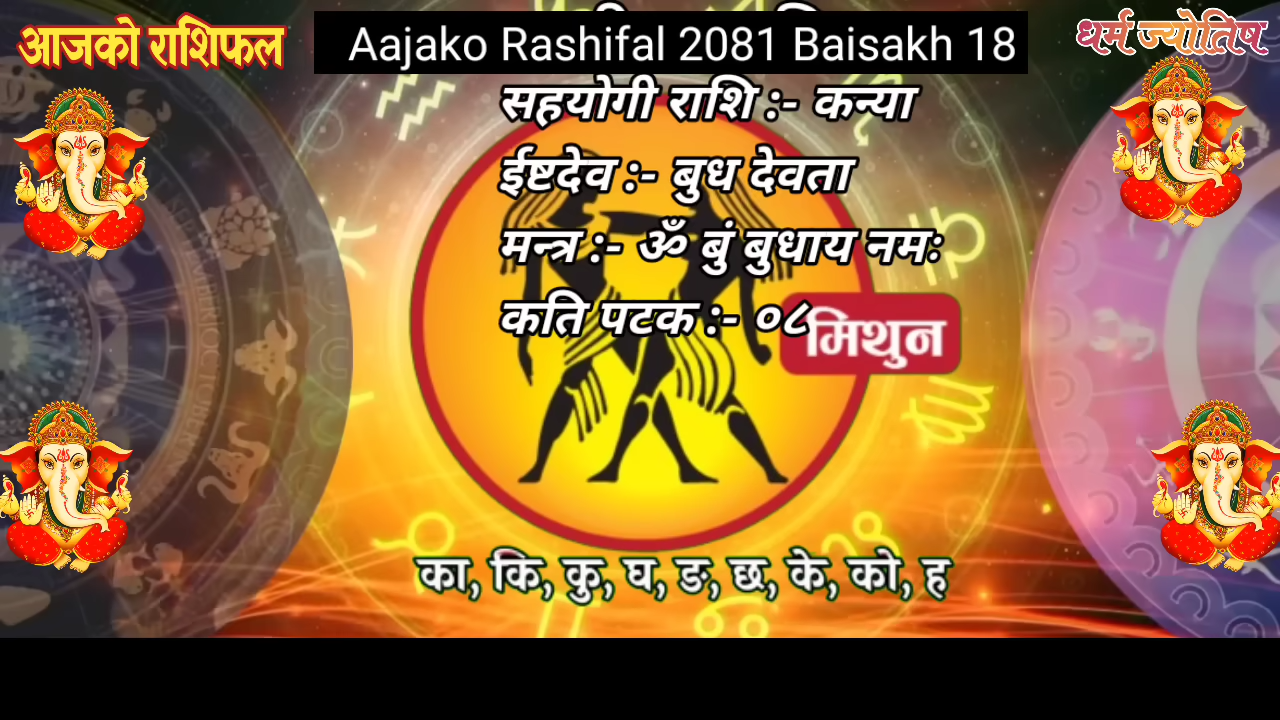 आजको राशिफल
Aajako Rashifal 2081 Baisakh 18
धर्म ज्योतिष
सहयोगी राशि :- कन्या
ईष्टदेव :- बुध देवता
मन्त्र :- ॐ बुं बुधाय नमः
कति पटक :- ०८
मिथुन
का, कि, कु, घ, ङ, छ, के, को, ह